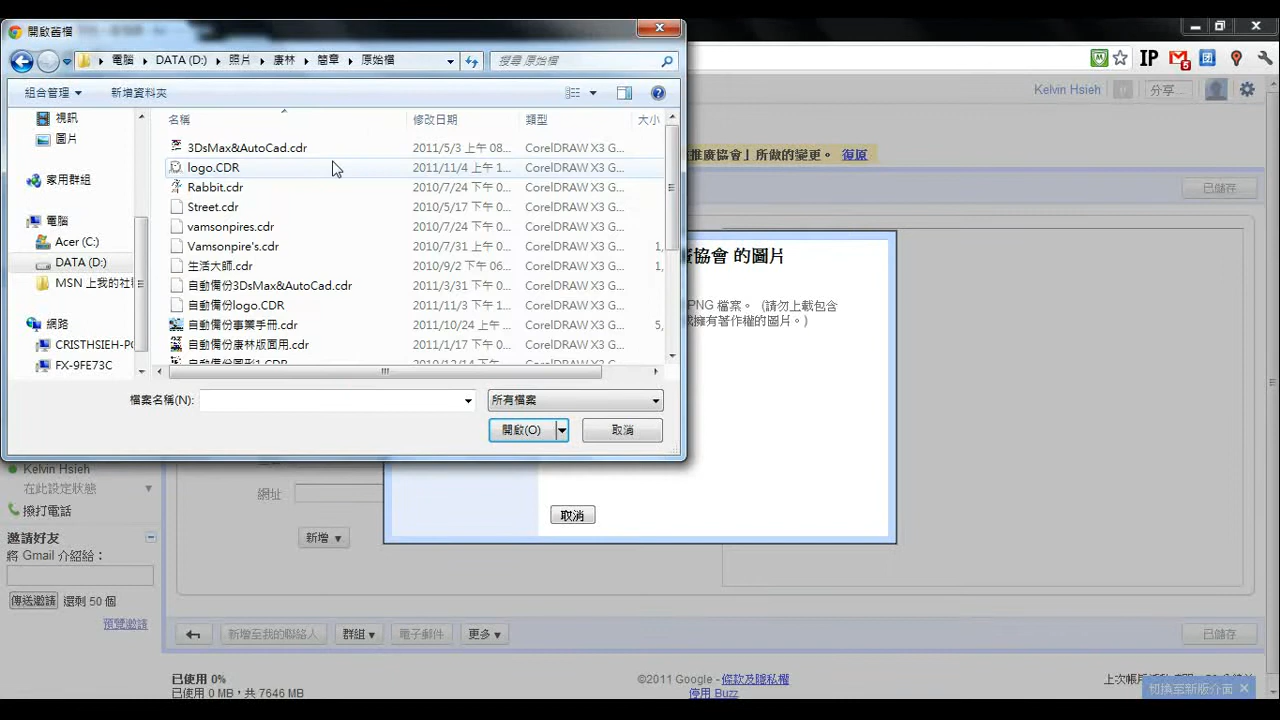 開啟舊檔
電腦 DATA (D:) 照片 康林 簡章 原始檔
搜尋 原始檔
組合管理
新增資料夾
視訊
圖片
家用群組
電腦
Acer (C:)
DATA (D:)
網路
FX-9FE73C
名稱
修改日期
類型
大小
3DsMax&AutoCad.cdr 2011/5/3 上午 08... CorelDRAW X3 G...
logo.CDR 2011/11/4 上午 1... CorelDRAW X3 G...
Rabbit.cdr 2010/7/24 下午 0... CorelDRAW X3 G...
Street.cdr 2010/5/17 下午 0... CorelDRAW X3 G...
vamsonpires.cdr 2010/7/24 下午 0... CorelDRAW X3 G...
Vamsonpire's.cdr 2010/7/31 上午 0... CorelDRAW X3 G... 1,
生活大師.cdr 2010/9/2 下午 06... CorelDRAW X3 G... 1,
自動備份3DsMax&AutoCad.cdr 2011/3/31 下午 0... CorelDRAW X3 G...
自動備份logo.CDR 2011/11/3 下午 1... CorelDRAW X3 G...
自動備份事業手冊.cdr 2011/10/24 上午 ... CorelDRAW X3 G... 5,
自動備份康林版面用.cdr 2011/1/17 下午 0... CorelDRAW X3 G...
檔案名稱(N):
所有檔案
開啟(O)
取消
IP
5
Kelvin Hsieh
分享...
推廣協會」所做的變更。 復原
已儲存
協會 的圖片
PNG 檔案。 (請勿上載包含
擁有著作權的圖片。)
取消
Kelvin Hsieh
在此設定狀態
撥打電話
邀請好友
將 Gmail 介紹給：
傳送邀請 還剩 50 個
預覽邀請
網址
新增
新增至我的聯絡人
群組
電子郵件
更多
已儲存
已使用 0%
已使用 0 MB，共 7646 MB
©2011 Google - 條款及隱私權
停用 Buzz
切換至新版介面